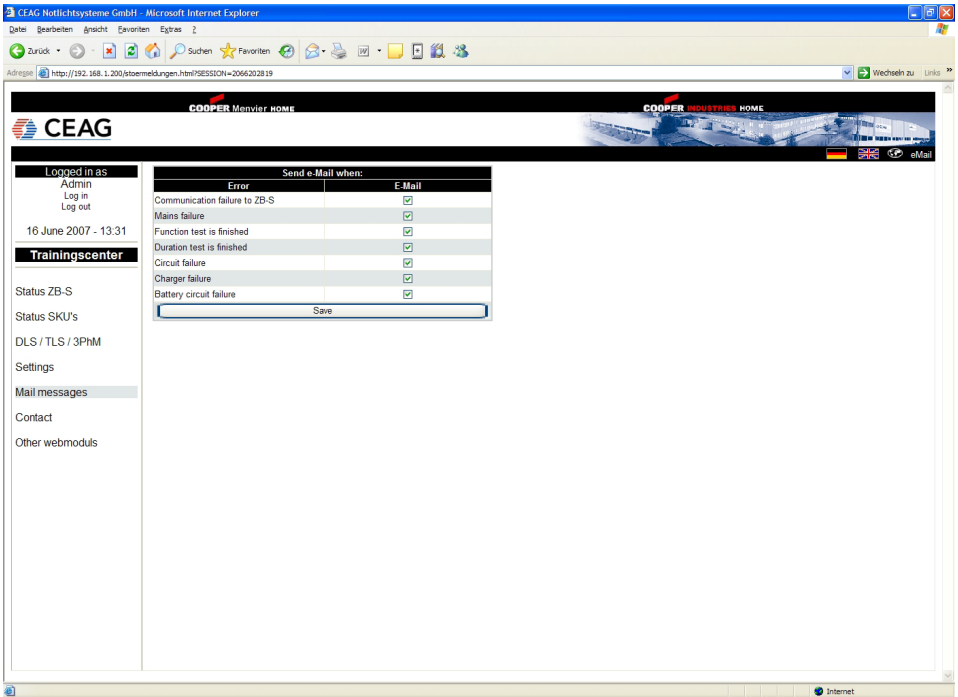 CEAG Notlichtsysteme GmbH - Microsoft Internet Explorer
Datei Bearbeiten Ansicht Favoriten Extras ?
Zurück Suchen Favoriten
Adresse http://192.168.1.200/stoermeldungen.html?SESSION=2066202819 Wechseln zu Links »
COOPER Menvier HOME COOPER INDUSTRIES HOME
CEAG
eMail
Logged in as
Admin
Log in
Log out
16 June 2007 - 13:31
Trainingscenter
Status ZB-S
Status SKU's
DLS / TLS / 3PhM
Settings
Mail messages
Contact
Other webmoduls
Send e-Mail when:
Error E-Mail
Communication failure to ZB-S
Mains failure
Function test is finished
Duration test is finished
Circuit failure
Charger failure
Battery circuit failure
Save
Internet